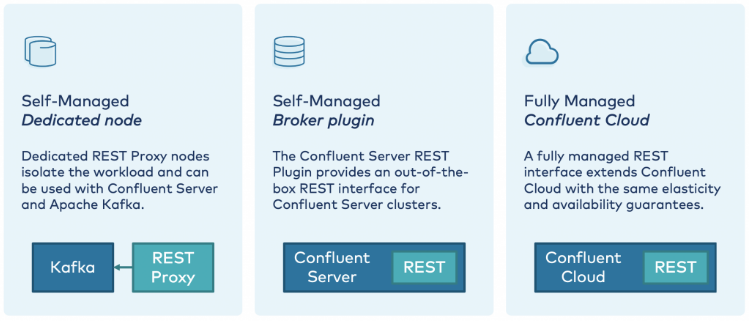 Self-Managed
Dedicated node
Dedicated REST Proxy nodes
isolate the workload and can
be used with Confluent Server
and Apache Kafka.
Kafka
REST
Proxy
Self-Managed
Broker plugin
The Confluent Server REST
Plugin provides an out-of-the-
box REST interface for
Confluent Server clusters.
Confluent
Server
REST
Fully Managed
Confluent Cloud
A fully managed REST
interface extends Confluent
Cloud with the same elasticity
and availability guarantees.
Confluent
Cloud
REST